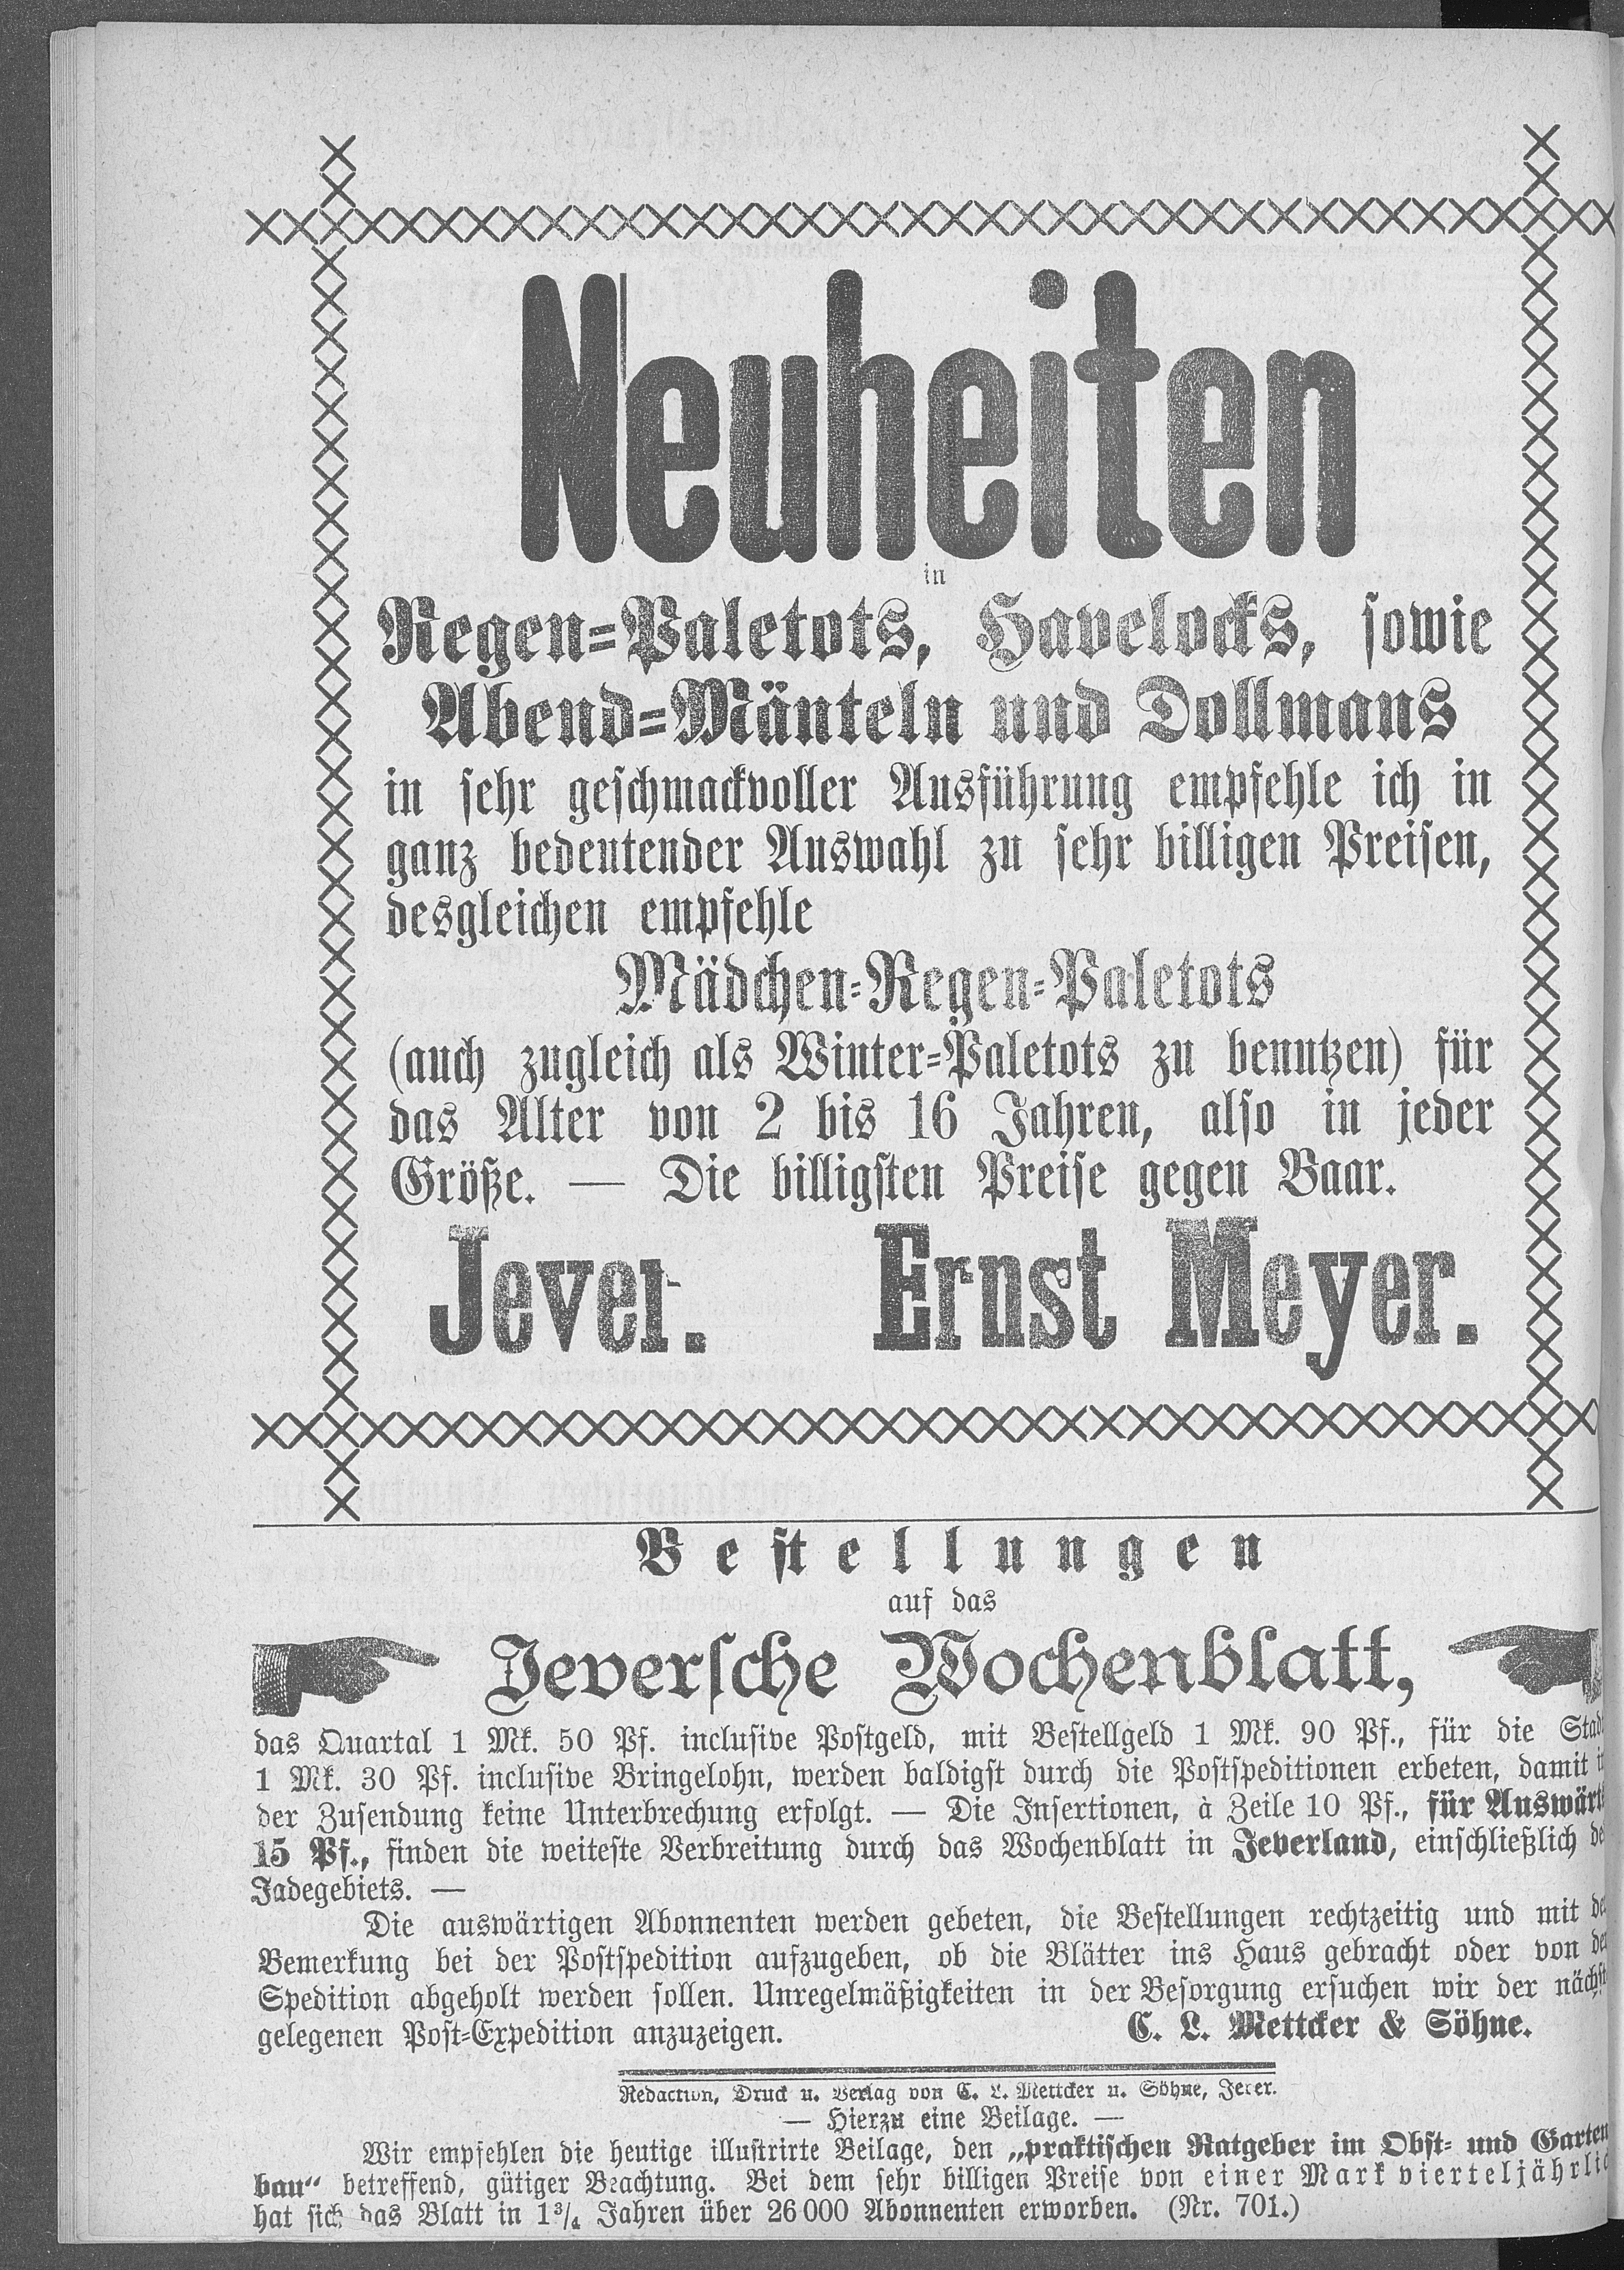 Neuheiten
in
Regen=Paletots, Havelocks, sowie
Abend=Mänteln und Dollmans
in sehr geschmackvoller Ausführung empfehle ich in
ganz bedeutender Auswahl zu sehr billigen Preisen,
desgleichen empfehle
Mädchen=Regen=Paletots
(auch zugleich als Winter=Paletots zu benutzen) für
das Alter von 2 bis 16 Jahren, also in jeder
Größe. — Die billigsten Preise gegen Baar.
Jever. Ernst Meyer.
Bestellungen
auf das
Jeversche Wochenblatt,
das Quartal 1 Mk. 50 Pf. inclusive Postgeld, mit Bestellgeld 1 Mk. 90 Pf., für die Stad
1 Mk. 30 Pf. inclusive Bringelohn, werden baldigst durch die Postspeditionen erbeten, damit i
der Zusendung keine Unterbrechung erfolgt. — Die Insertionen, à Zeile 10 Pf., für Auswärt
15 Pf., finden die weiteste Verbreitung durch das Wochenblatt in Jeverland, einschließlich de
Jadegebiets. —
Die auswärtigen Abonnenten werden gebeten, die Bestellungen rechtzeitig und mit de
Bemerkung bei der Postspedition aufzugeben, ob die Blätter ins Haus gebracht oder von de
Spedition abgeholt werden sollen. Unregelmäßigkeiten in der Besorgung ersuchen wir der nächst
gelegenen Post=Expedition anzuzeigen. C. L. Mettcker & Söhne.
Redaction, Druck u. Verlag von C. L. Mettcker u. Söhne, Jever.
— Hierzu eine Beilage. —
Wir empfehlen die heutige illustrirte Beilage, den „praktischen Ratgeber im Obst= und Garten
bau“ betreffend, gütiger Beachtung. Bei dem sehr billigen Preise von einer Mark vierteljährlic
hat sich das Blatt in 1³/₄ Jahren über 26 000 Abonnenten erworben. (Nr. 701.)